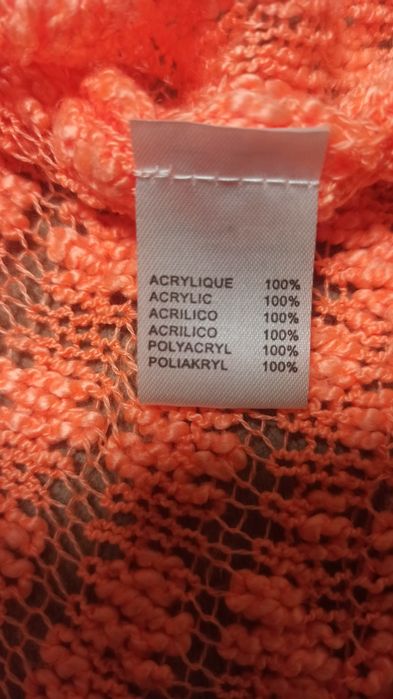 ACRYLIQUE 100%
ACRYLIC 100%
ACRILICO 100%
ACRILICO 100%
POLYACRYL 100%
POLIAKRYL 100%